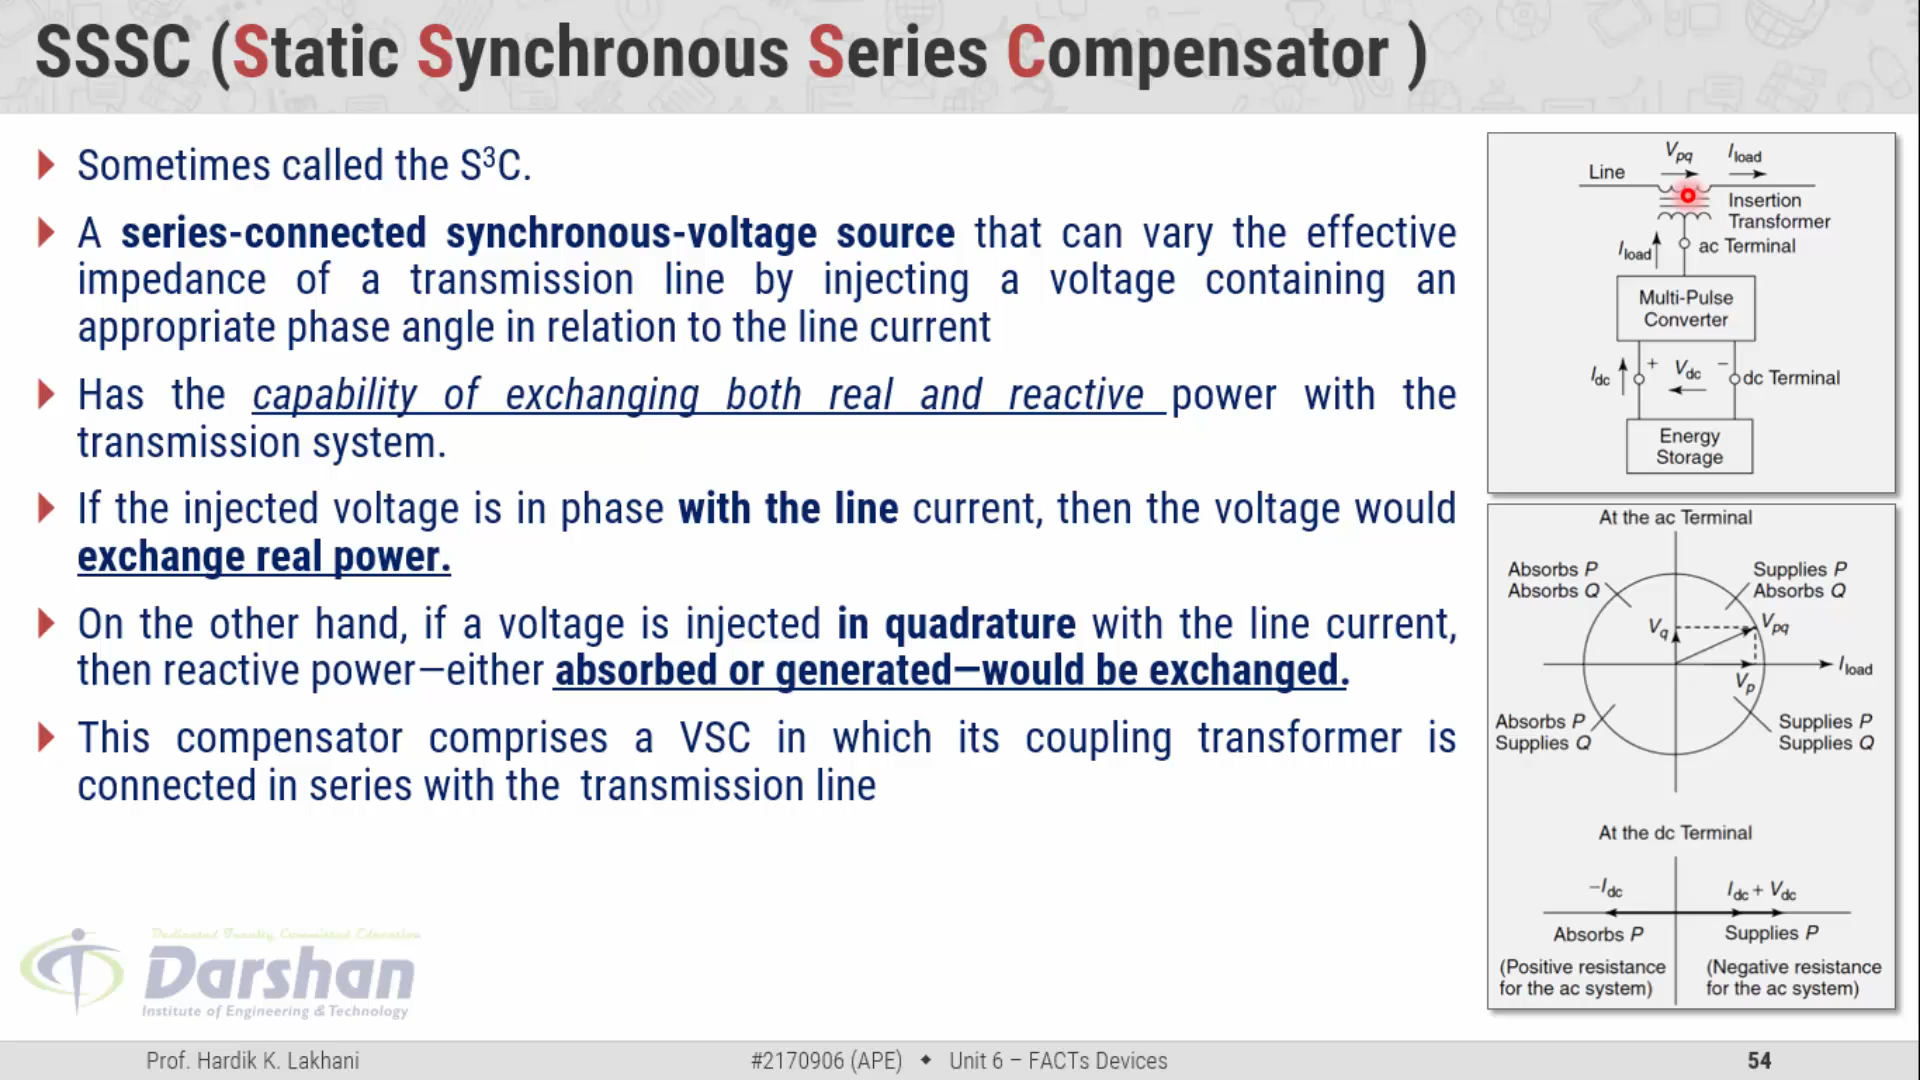 SSSC (Static Synchronous Series Compensator )
Sometimes called the S³C.
A series-connected synchronous-voltage source that can vary the effective
impedance of a transmission line by injecting a voltage containing an
appropriate phase angle in relation to the line current
Has the capability of exchanging both real and reactive power with the
transmission system.
If the injected voltage is in phase with the line current, then the voltage would
exchange real power.
On the other hand, if a voltage is injected in quadrature with the line current,
then reactive power—either absorbed or generated—would be exchanged.
This compensator comprises a VSC in which its coupling transformer is
connected in series with the transmission line
Vpq Iload
Line
Insertion
Transformer
Iload ac Terminal
Multi-Pulse
Converter
Idc + Vdc − dc Terminal
Energy
Storage
At the ac Terminal
Absorbs P Supplies P
Absorbs Q Absorbs Q
Vq Vpq
Iload
Vp
Absorbs P Supplies P
Supplies Q Supplies Q
At the dc Terminal
−Idc Idc + Vdc
Absorbs P Supplies P
(Positive resistance (Negative resistance
for the ac system) for the ac system)
Dedicated Faculty, Committed Education
Darshan
Institute of Engineering & Technology
Prof. Hardik K. Lakhani #2170906 (APE) ◆ Unit 6 – FACTs Devices 54